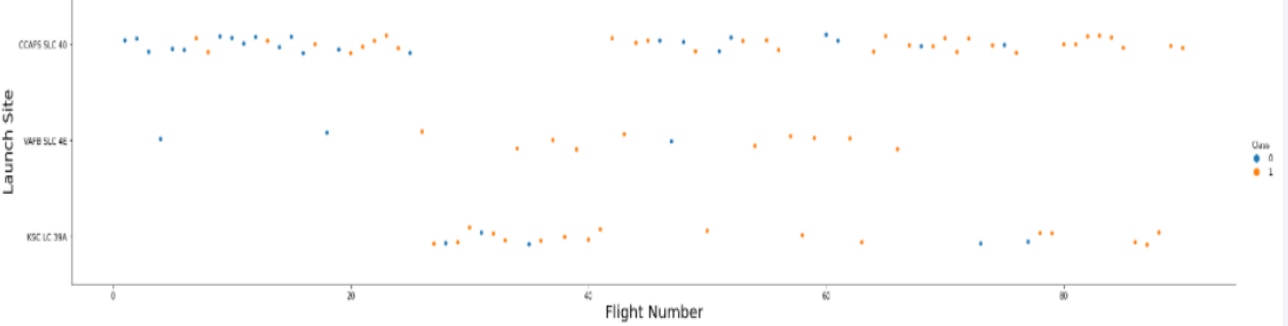 CCAFS SLC 40
VAFB SLC 4E
KSC LC 39A
Launch Site
0 20 40 60 80
Flight Number
Class
0
1